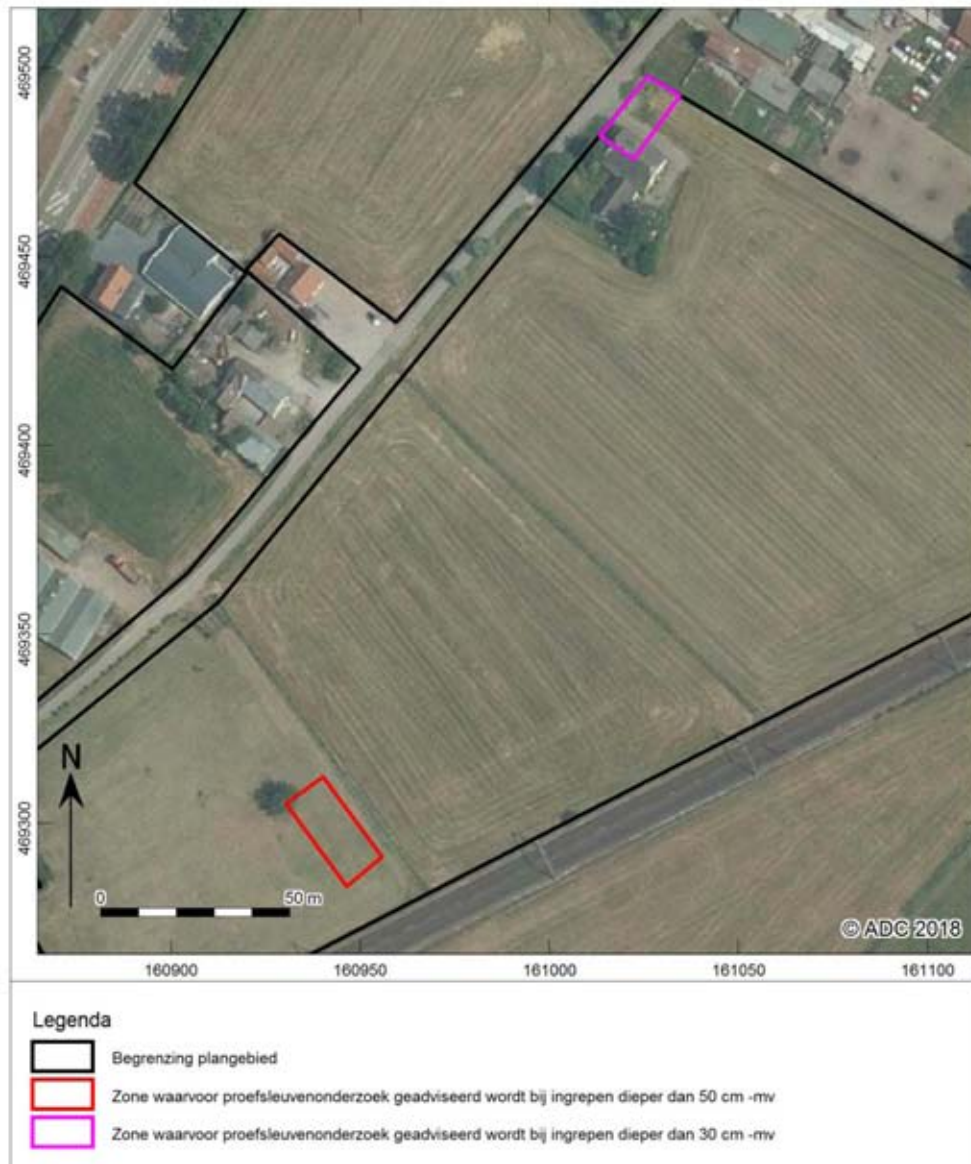 469500
469450
469400
469350
469300
N
0 50 m
© ADC 2018
160900 160950 161000 161050 161100
Legenda
Begrenzing plangebied
Zone waarvoor proefsleuvenonderzoek geadviseerd wordt bij ingrepen dieper dan 50 cm -mv
Zone waarvoor proefsleuvenonderzoek geadviseerd wordt bij ingrepen dieper dan 30 cm -mv